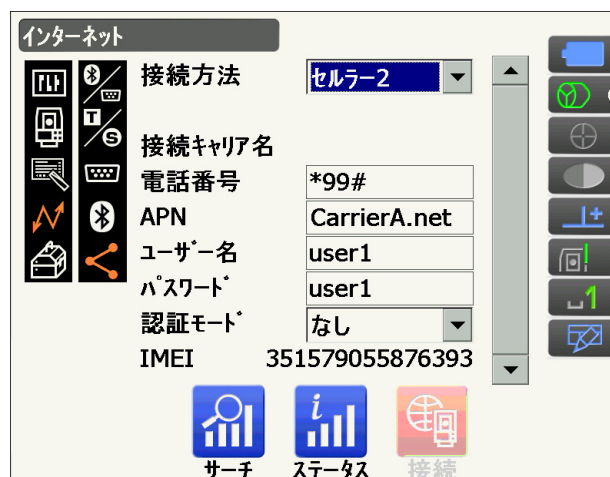 インターネット
接続方法 セルラー2
接続キャリア名
電話番号 *99#
APN CarrierA.net
ユーザー名 user1
パスワード user1
認証モード なし
IMEI 351579055876393
サーチ ステータス 接続